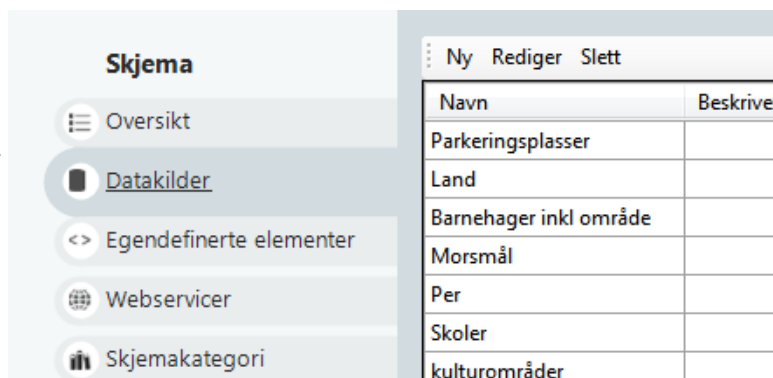 Skjema
Oversikt
Datakilder
Egendefinerte elementer
Webservicer
Skjemakategori
Ny Rediger Slett
Navn Beskrive
Parkeringsplasser
Land
Barnehager inkl område
Morsmål
Per
Skoler
kulturområder